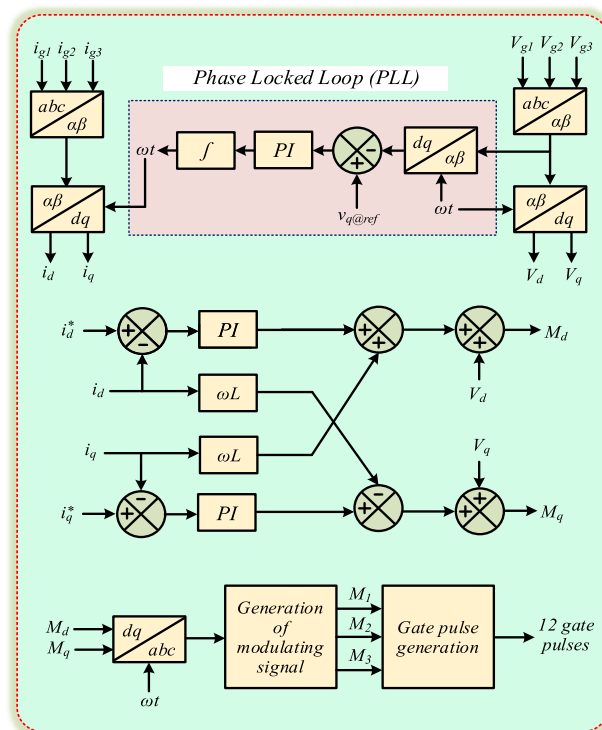 i_g1 i_g2 i_g3
V_g1 V_g2 V_g3
Phase Locked Loop (PLL)
abc
αβ
abc
αβ
ωt
∫
PI
−
+
dq
αβ
αβ
dq
v_q@ref
ωt
αβ
dq
i_d i_q
V_d V_q
i_d*
+ −
−
PI
+
+
+
+
M_d
i_d
ωL
V_d
i_q
ωL
V_q
i_q*
−
+
PI
−
+
+
+
M_q
M_d
M_q
dq
abc
ωt
Generation
of
modulating
signal
M_1
M_2
M_3
Gate pulse
generation
12 gate
pulses